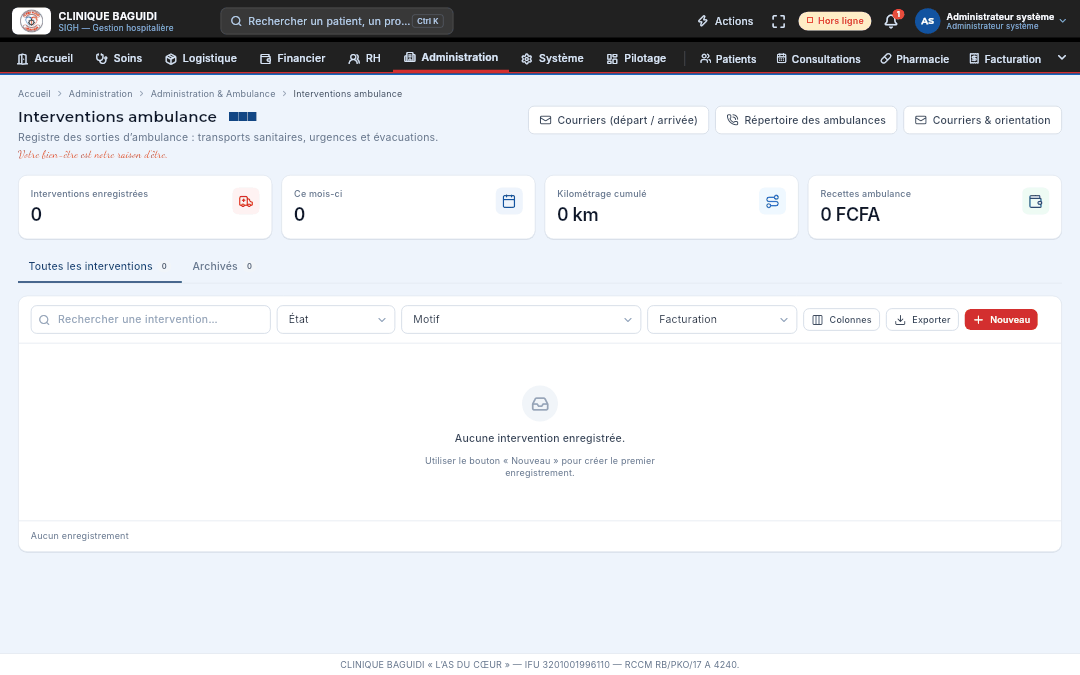 CLINIQUE BAGUIDI
SIGH — Gestion hospitalière
Rechercher un patient, un pro... Ctrl K
Actions
Hors ligne
1
AS
Administrateur système
Administrateur système
Accueil Soins Logistique Financier RH Administration Système Pilotage Patients Consultations Pharmacie Facturation
Accueil > Administration > Administration & Ambulance > Interventions ambulance
Interventions ambulance
Registre des sorties d'ambulance : transports sanitaires, urgences et évacuations.
Votre bien-être est notre raison d'être.
Courriers (départ / arrivée) Répertoire des ambulances Courriers & orientation
Interventions enregistrées
0
Ce mois-ci
0
Kilométrage cumulé
0 km
Recettes ambulance
0 FCFA
Toutes les interventions 0 Archivés 0
Rechercher une intervention... État Motif Facturation Colonnes Exporter + Nouveau
Aucune intervention enregistrée.
Utiliser le bouton « Nouveau » pour créer le premier
enregistrement.
Aucun enregistrement
CLINIQUE BAGUIDI « L'AS DU CŒUR » — IFU 3201001996110 — RCCM RB/PKO/17 A 4240.